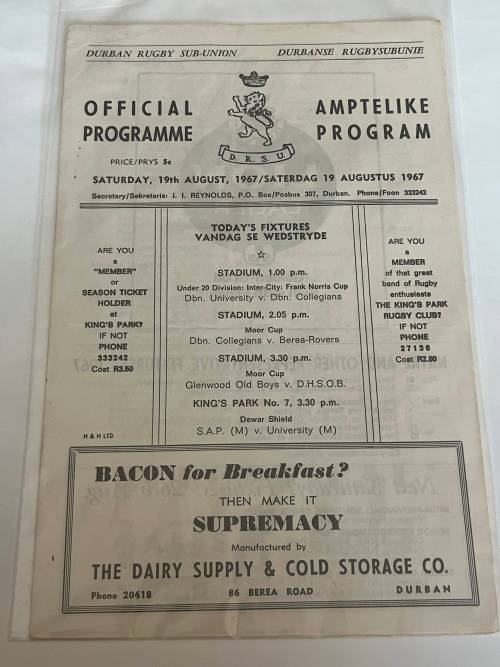 DURBAN RUGBY SUB-UNION
DURBANSE RUGBYSUBUNIE
OFFICIAL PROGRAMME
AMPTELIKE PROGRAM
D.R.S.U.
PRICE/PRYS 5c
SATURDAY, 19th AUGUST, 1967/SATERDAG 19 AUGUSTUS 1967
Secretary/Sekretaris: J. I. REYNOLDS, P.O. Box/Posbus 307, Durban. Phone/Foon 333242
ARE YOU
a
"MEMBER"
or
SEASON TICKET
HOLDER
at
KING'S PARK?
IF NOT
PHONE
333242
Cost R3.50
H & H LTD
TODAY'S FIXTURES
VANDAG SE WEDSTRYDE
STADIUM, 1.00 p.m.
Under 20 Division: Inter-City: Frank Norris Cup
Dbn. University v. Dbn. Collegians
STADIUM, 2.05 p.m.
Moor Cup
Dbn. Collegians v. Berea-Rovers
STADIUM, 3.30 p.m.
Moor Cup
Glenwood Old Boys v. D.H.S.O.B.
KING'S PARK No. 7, 3.30 p.m.
Dewar Shield
S.A.P. (M) v. University (M)
ARE YOU
a
MEMBER
of that great
band of Rugby
enthusiasts
THE KING'S PARK
RUGBY CLUB?
IF NOT
PHONE
27136
Cost R2.00
BACON for Breakfast?
THEN MAKE IT
SUPREMACY
Manufactured by
THE DAIRY SUPPLY & COLD STORAGE CO.
Phone 20618
86 BEREA ROAD
DURBAN